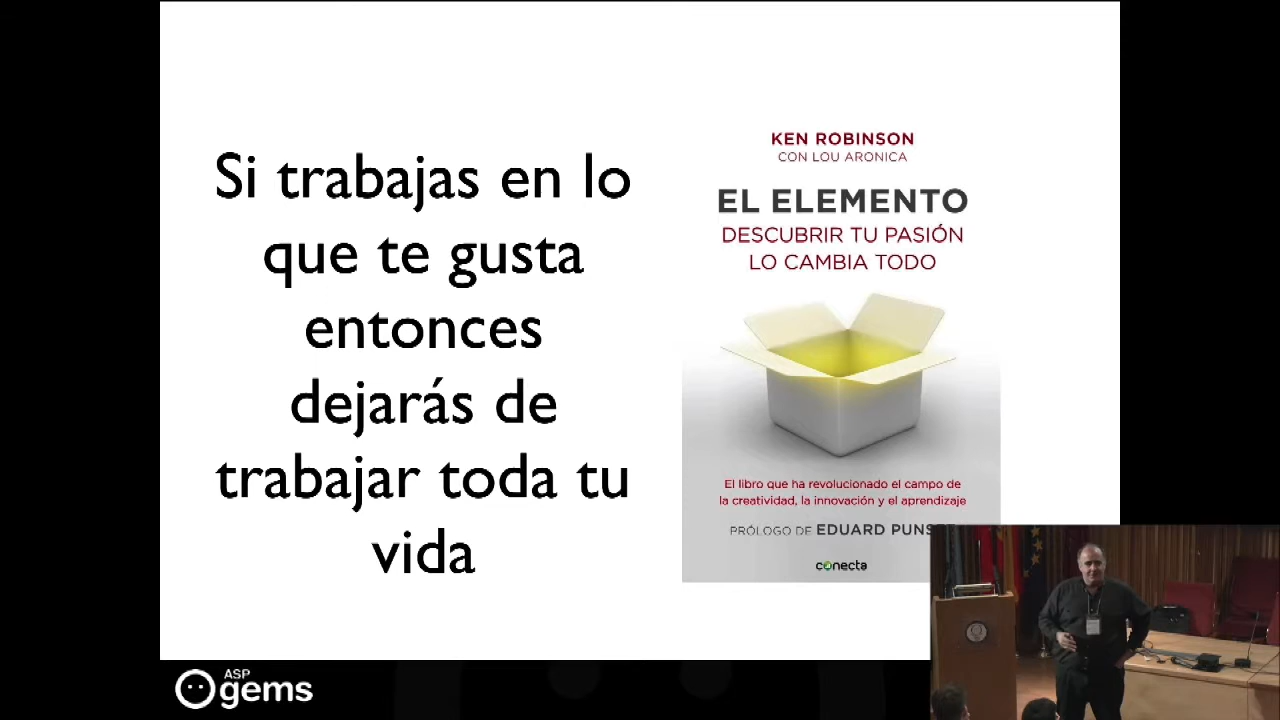 Si trabajas en lo
que te gusta
entonces
dejarás de
trabajar toda tu
vida
KEN ROBINSON
CON LOU ARONICA
EL ELEMENTO
DESCUBRIR TU PASIÓN
LO CAMBIA TODO
El libro que ha revolucionado el campo de
la creatividad, la innovación y el aprendizaje
PRÓLOGO DE EDUARD
conecta
ASP
gems